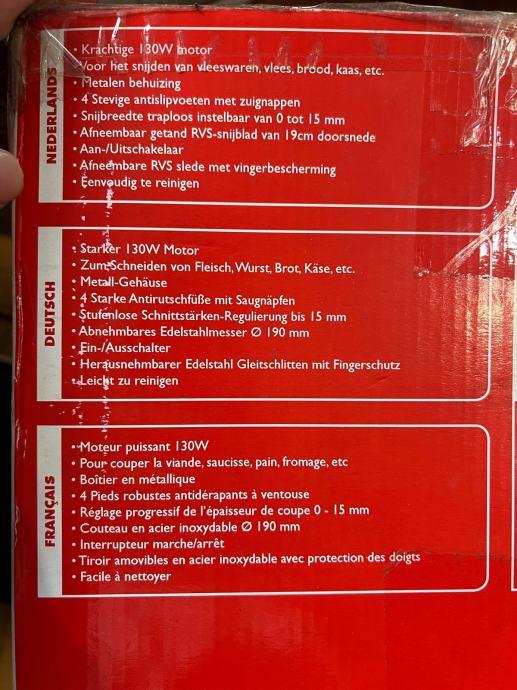 NEDERLANDS
• Krachtige 130W motor
• Voor het snijden van vleeswaren, vlees, brood, kaas, etc.
• Metalen behuizing
• 4 Stevige antislipvoeten met zuignappen
• Snijbreedte traploos instelbaar van 0 tot 15 mm
• Afneembaar getand RVS-snijblad van 19cm doorsnede
• Aan-/Uitschakelaar
• Afneembare RVS slede met vingerbescherming
• Eenvoudig te reinigen
DEUTSCH
• Starker 130W Motor
• Zum Schneiden von Fleisch, Wurst, Brot, Käse, etc.
• Metall-Gehäuse
• 4 Starke Antirutschfüße mit Saugnäpfen
• Stufenlose Schnittstärken-Regulierung bis 15 mm
• Abnehmbares Edelstahlmesser Ø 190 mm
• Ein-/Ausschalter
• Herausnehmbarer Edelstahl Gleitschlitten mit Fingerschutz
• Leicht zu reinigen
FRANÇAIS
• Moteur puissant 130W
• Pour couper la viande, saucisse, pain, fromage, etc
• Boîtier en métallique
• 4 Pieds robustes antidérapants à ventouse
• Réglage progressif de l'épaisseur de coupe 0 - 15 mm
• Couteau en acier inoxydable Ø 190 mm
• Interrupteur marche/arrêt
• Tiroir amovibles en acier inoxydable avec protection des doigts
• Facile à nettoyer